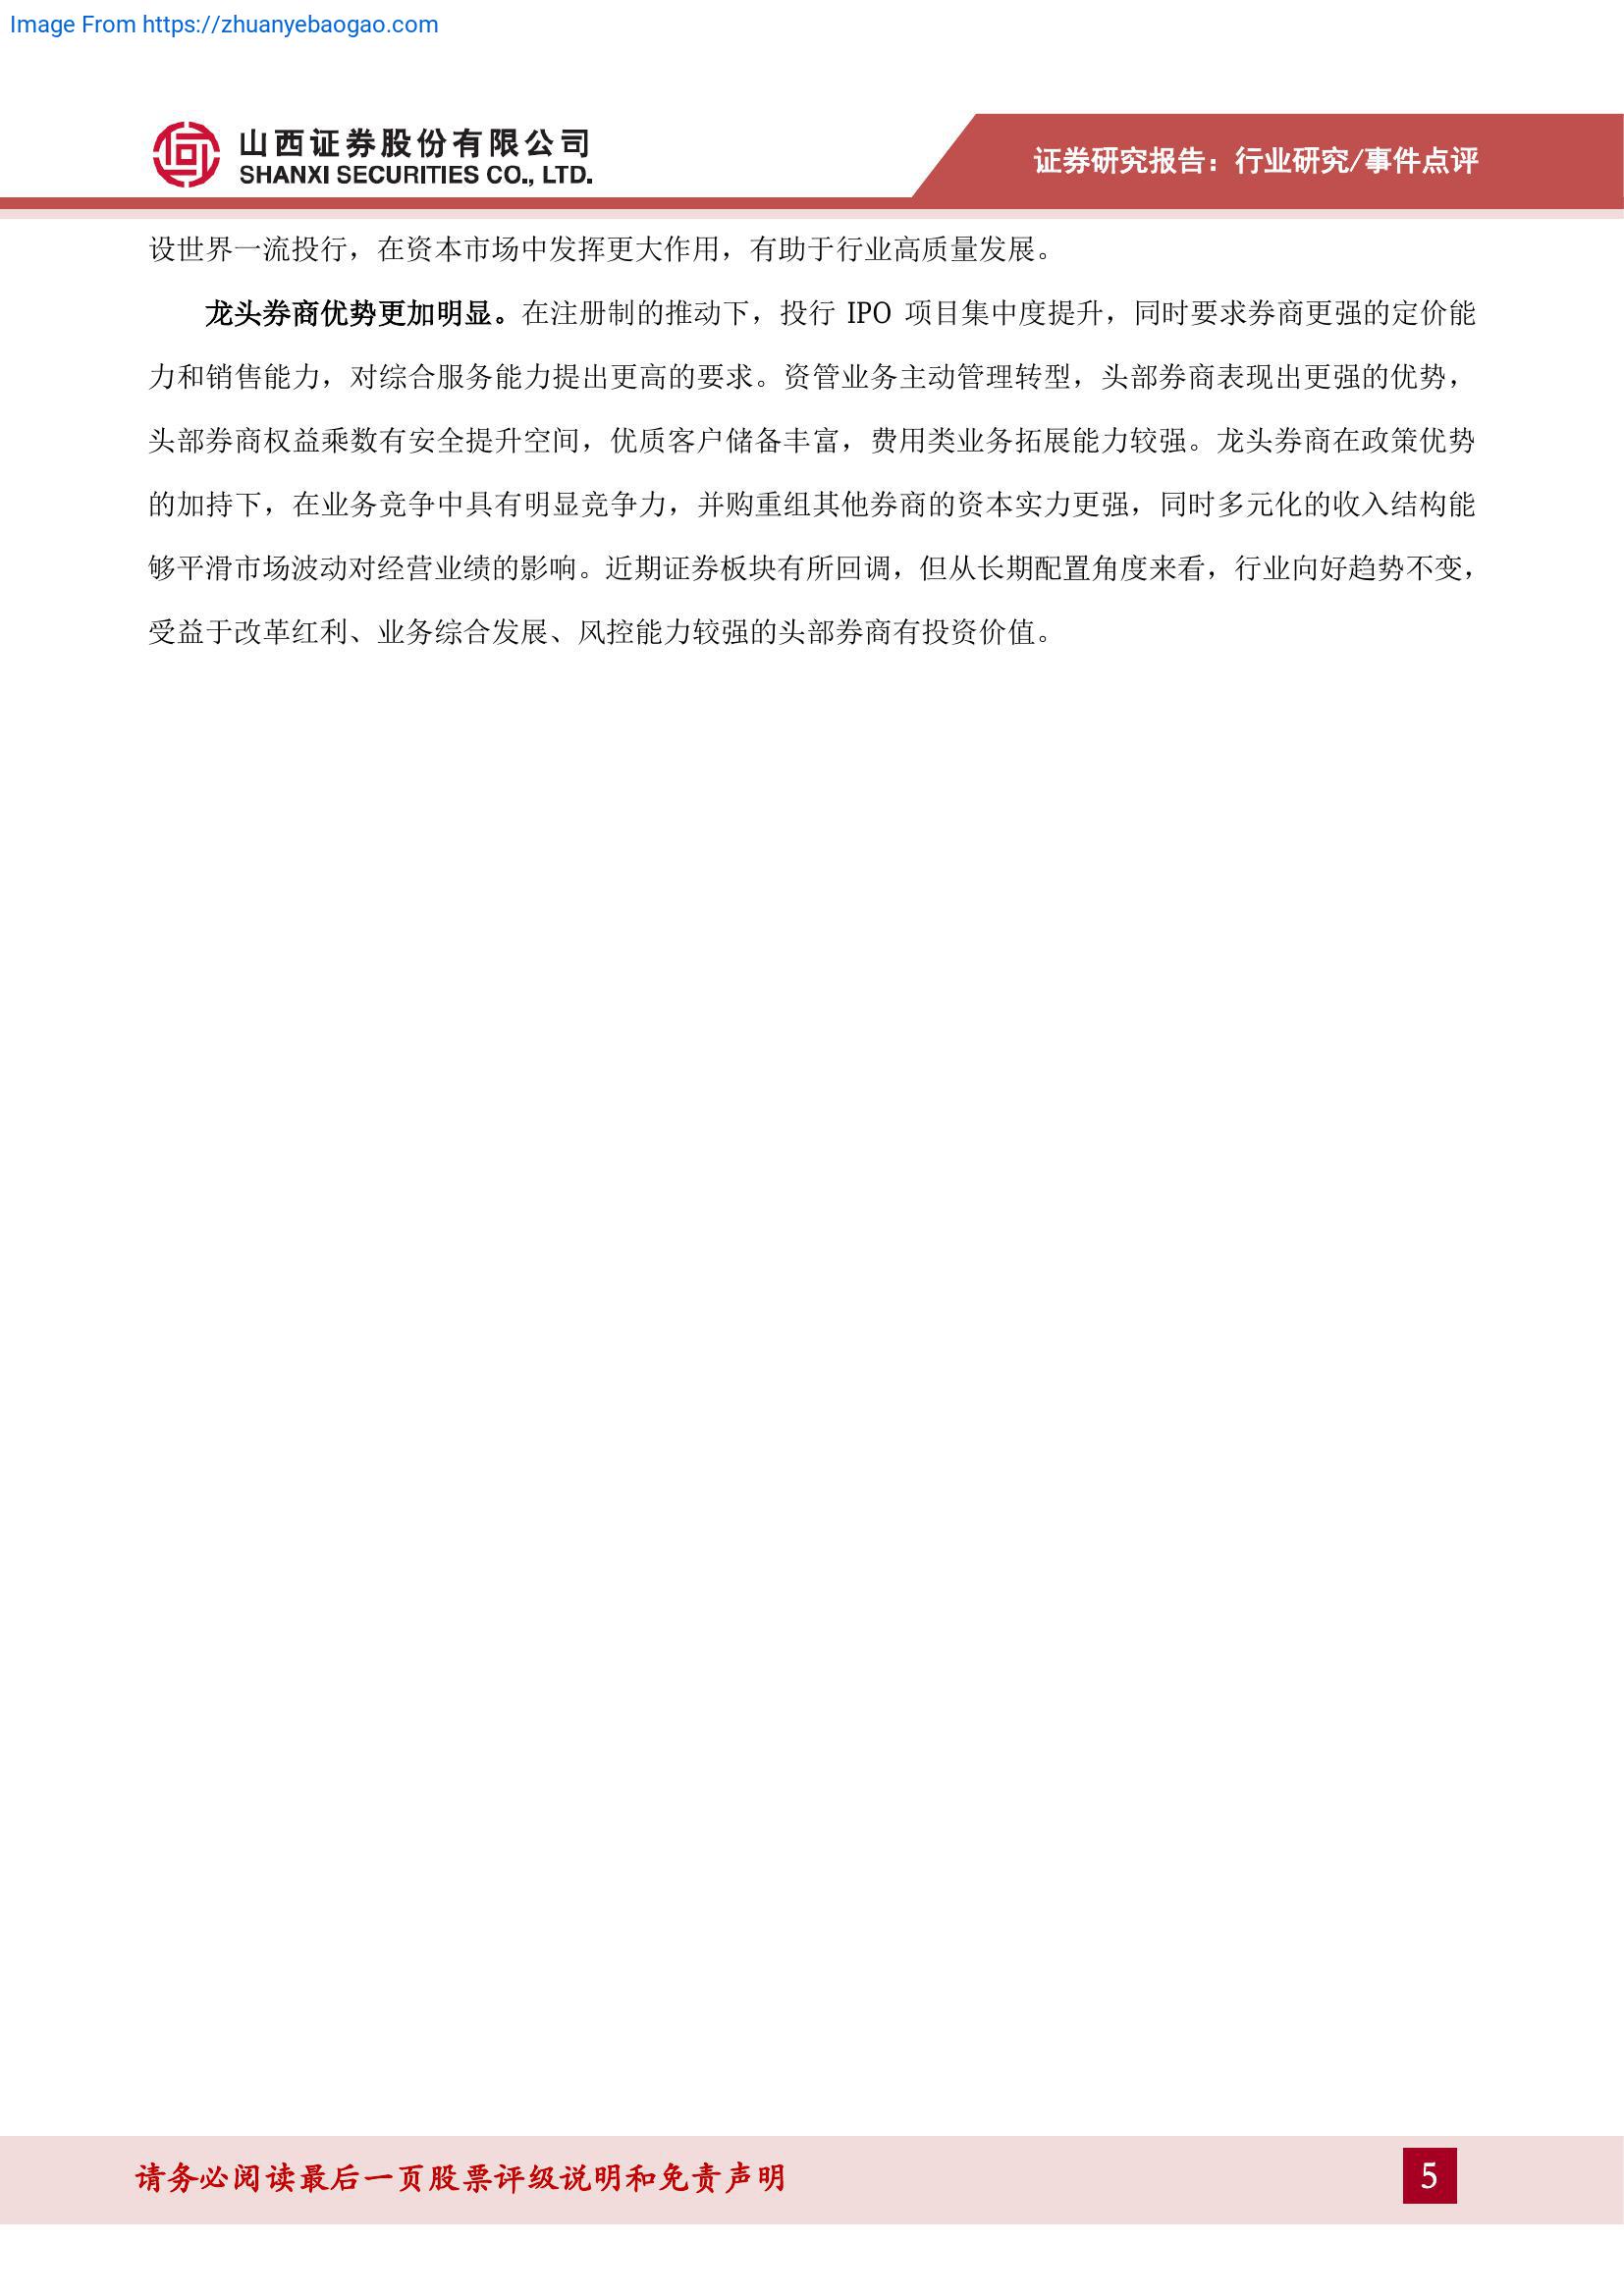 Image From https://zhuanyebaogao.com
山西证券股份有限公司
SHANXI SECURITIES CO., LTD.
证券研究报告：行业研究/事件点评
设世界一流投行，在资本市场中发挥更大作用，有助于行业高质量发展。
龙头券商优势更加明显。在注册制的推动下，投行 IPO 项目集中度提升，同时要求券商更强的定价能
力和销售能力，对综合服务能力提出更高的要求。资管业务主动管理转型，头部券商表现出更强的优势，
头部券商权益乘数有安全提升空间，优质客户储备丰富，费用类业务拓展能力较强。龙头券商在政策优势
的加持下，在业务竞争中具有明显竞争力，并购重组其他券商的资本实力更强，同时多元化的收入结构能
够平滑市场波动对经营业绩的影响。近期证券板块有所回调，但从长期配置角度来看，行业向好趋势不变，
受益于改革红利、业务综合发展、风控能力较强的头部券商有投资价值。
请务必阅读最后一页股票评级说明和免责声明
5